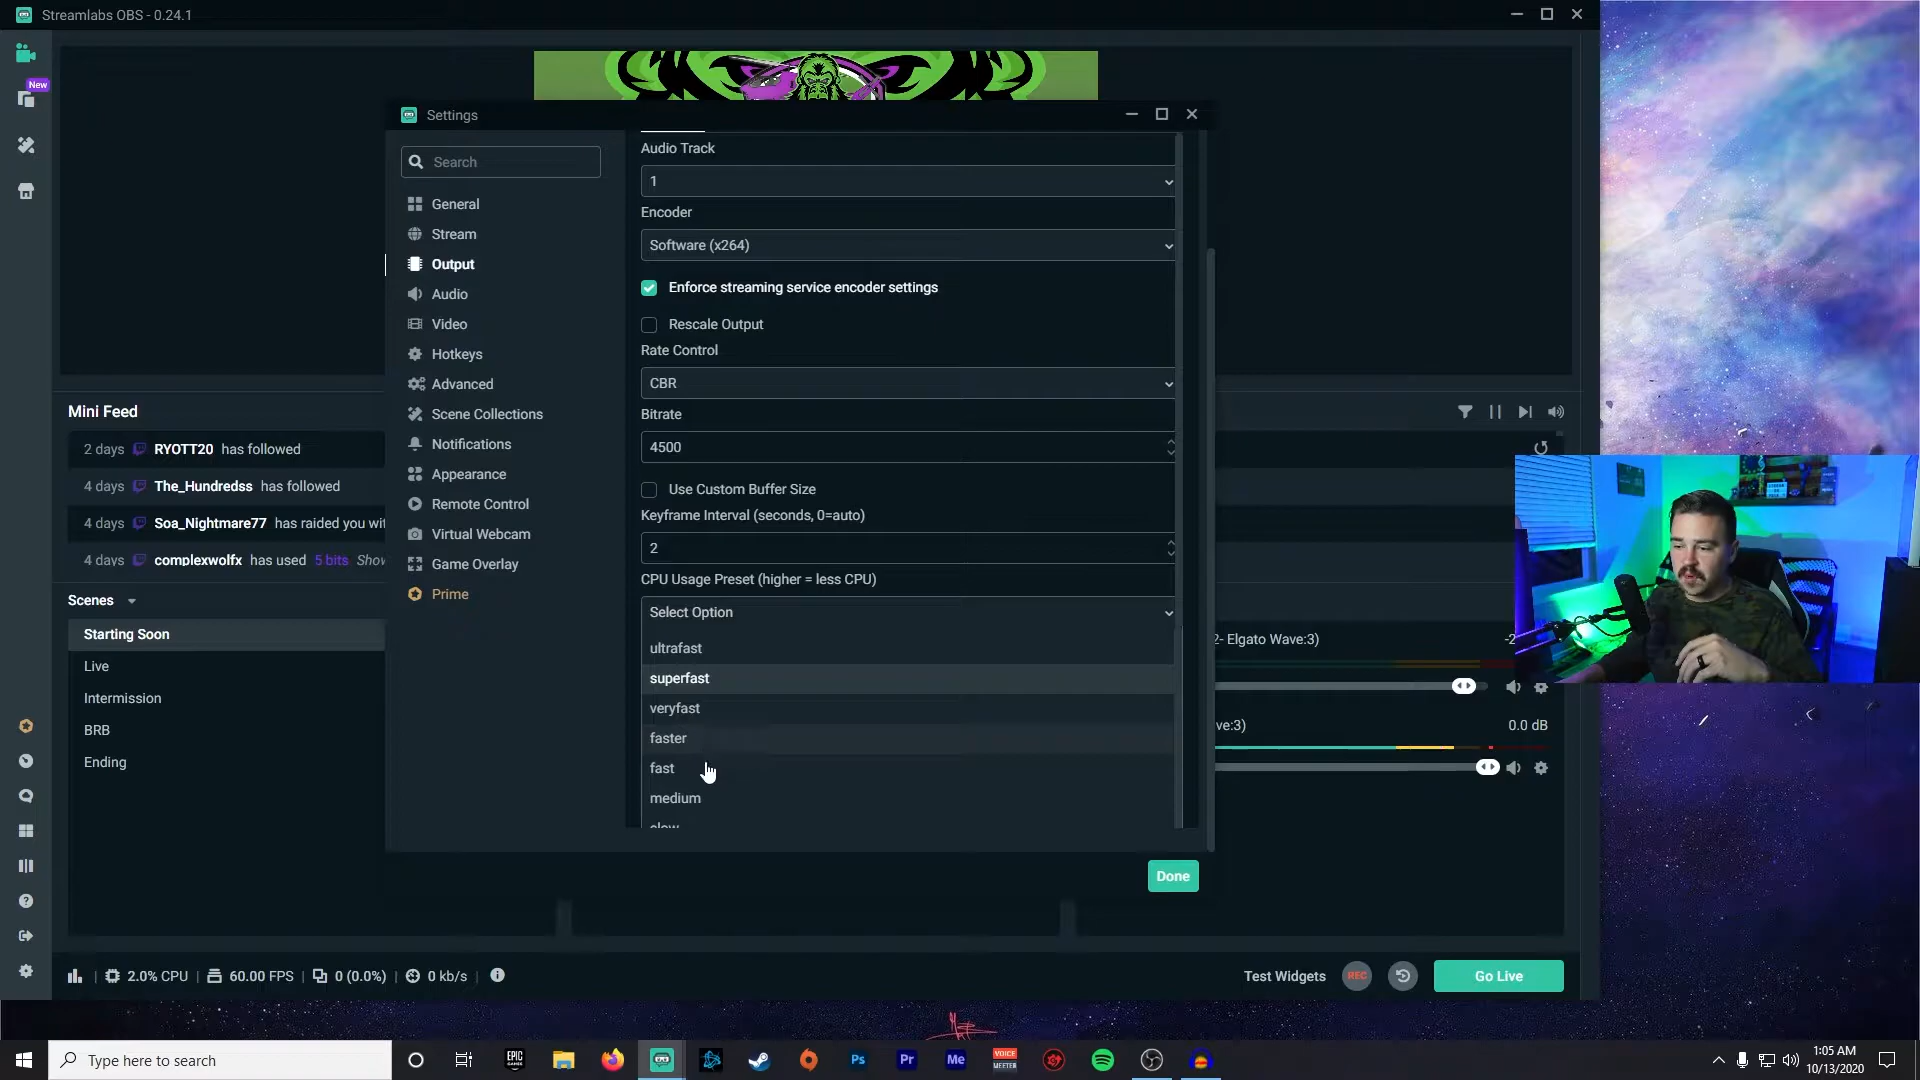 Streamlabs OBS - 0.24.1
New
Settings
Search
General
Stream
Output
Audio
Video
Hotkeys
Advanced
Scene Collections
Notifications
Appearance
Remote Control
Virtual Webcam
Game Overlay
Prime
Audio Track
1
Encoder
Software (x264)
Enforce streaming service encoder settings
Rescale Output
Rate Control
CBR
Bitrate
4500
Use Custom Buffer Size
Keyframe Interval (seconds, 0=auto)
2
CPU Usage Preset (higher = less CPU)
Select Option
ultrafast
superfast
veryfast
faster
fast
medium
slow
Done
Mini Feed
2 days RYOTT20 has followed
4 days The_Hundredss has followed
4 days Soa_Nightmare77 has raided you wit
4 days complexwolfx has used 5 bits Show
Scenes
Starting Soon
Live
Intermission
BRB
Ending
2- Elgato Wave:3)
-2
ve:3)
0.0 dB
2.0% CPU
60.00 FPS
0 (0.0%)
0 kb/s
Test Widgets
REC
Go Live
Type here to search
EPIC GAMES
Ps
Pr
Me
VOICE MEETER
1:05 AM
10/13/2020